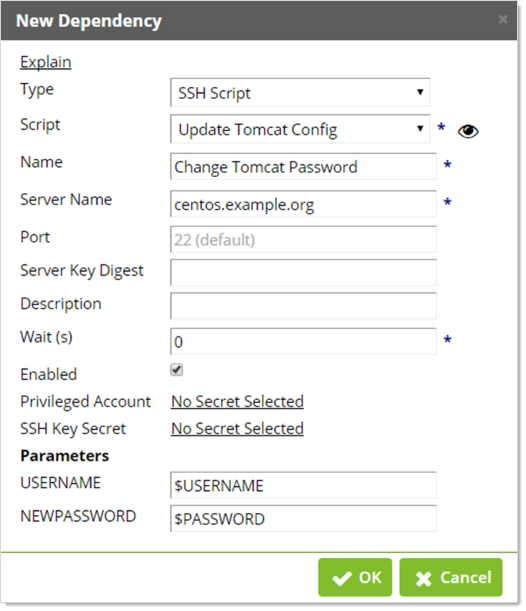 New Dependency ×
Explain
Type SSH Script
Script Update Tomcat Config *
Name Change Tomcat Password *
Server Name centos.example.org *
Port 22 (default)
Server Key Digest
Description
Wait (s) 0 *
Enabled
Privileged Account No Secret Selected
SSH Key Secret No Secret Selected
Parameters
USERNAME $USERNAME
NEWPASSWORD $PASSWORD
OK Cancel